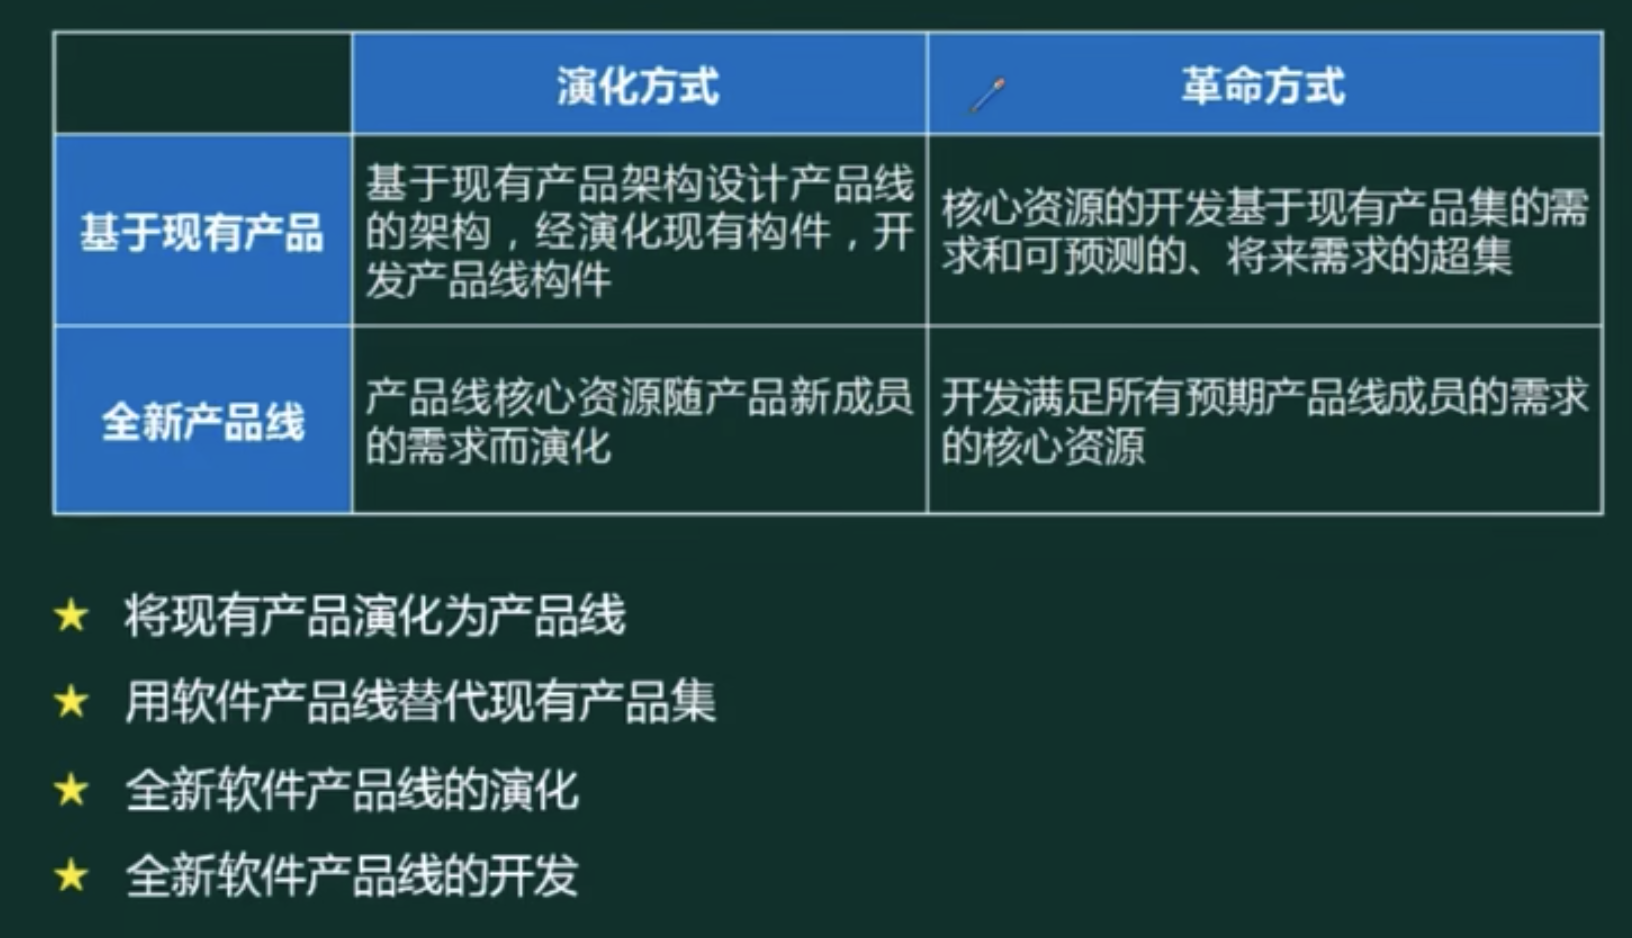 演化方式
革命方式
基于现有产品
基于现有产品架构设计产品线
的架构，经演化现有构件，开
发产品线构件
核心资源的开发基于现有产品集的需
求和可预测的、将来需求的超集
全新产品线
产品线核心资源随产品新成员
的需求而演化
开发满足所有预期产品线成员的需求
的核心资源
★ 将现有产品演化为产品线
★ 用软件产品线替代现有产品集
★ 全新软件产品线的演化
★ 全新软件产品线的开发